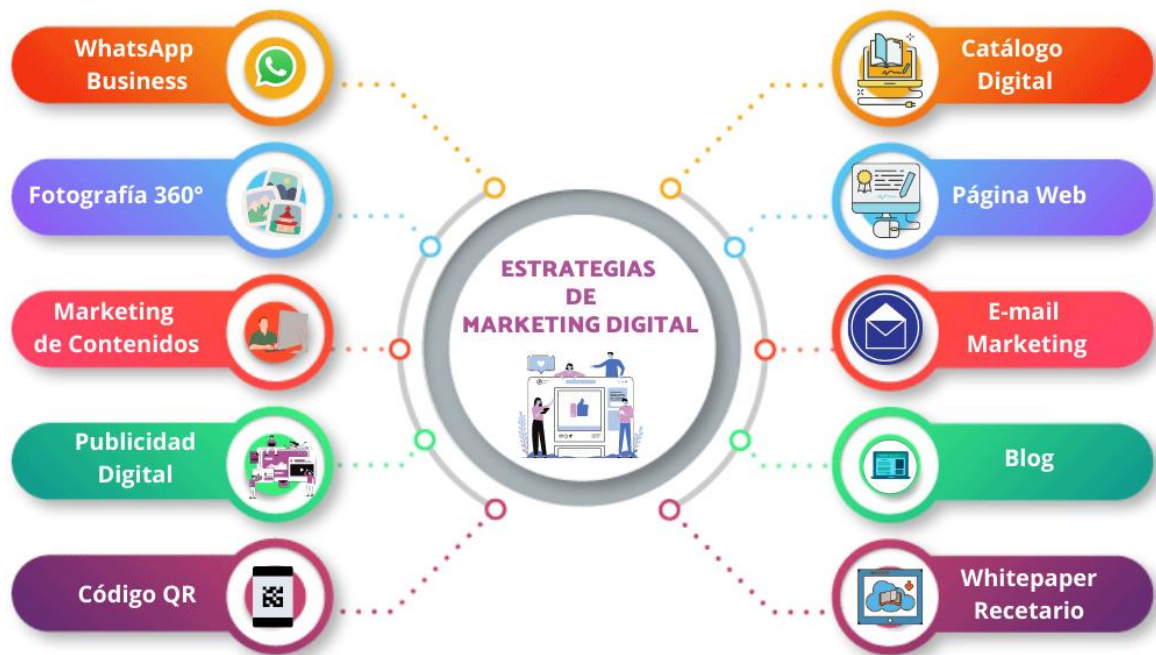 WhatsApp
Business
Fotografía 360°
Marketing
de Contenidos
Publicidad
Digital
Código QR
ESTRATEGIAS
DE
MARKETING DIGITAL
Catálogo
Digital
Página Web
E-mail
Marketing
Blog
Whitepaper
Recetario